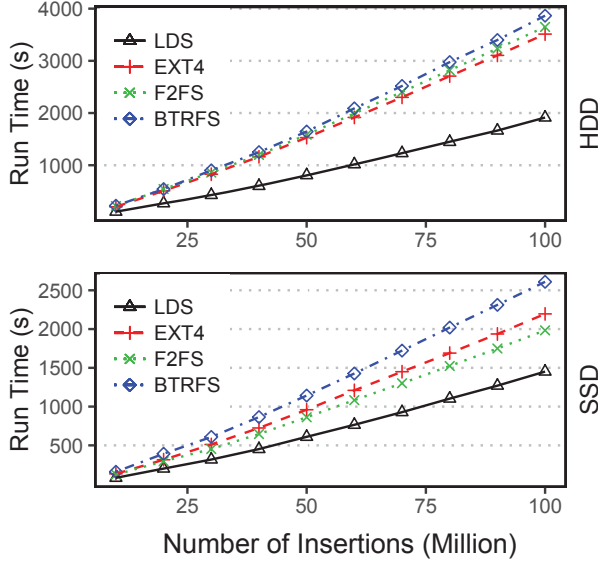 4000
3000
2000
1000
Run Time (s)
LDS
EXT4
F2FS
BTRFS
HDD
25
50
75
100
2500
2000
1500
1000
500
Run Time (s)
LDS
EXT4
F2FS
BTRFS
SSD
25
50
75
100
Number of Insertions (Million)